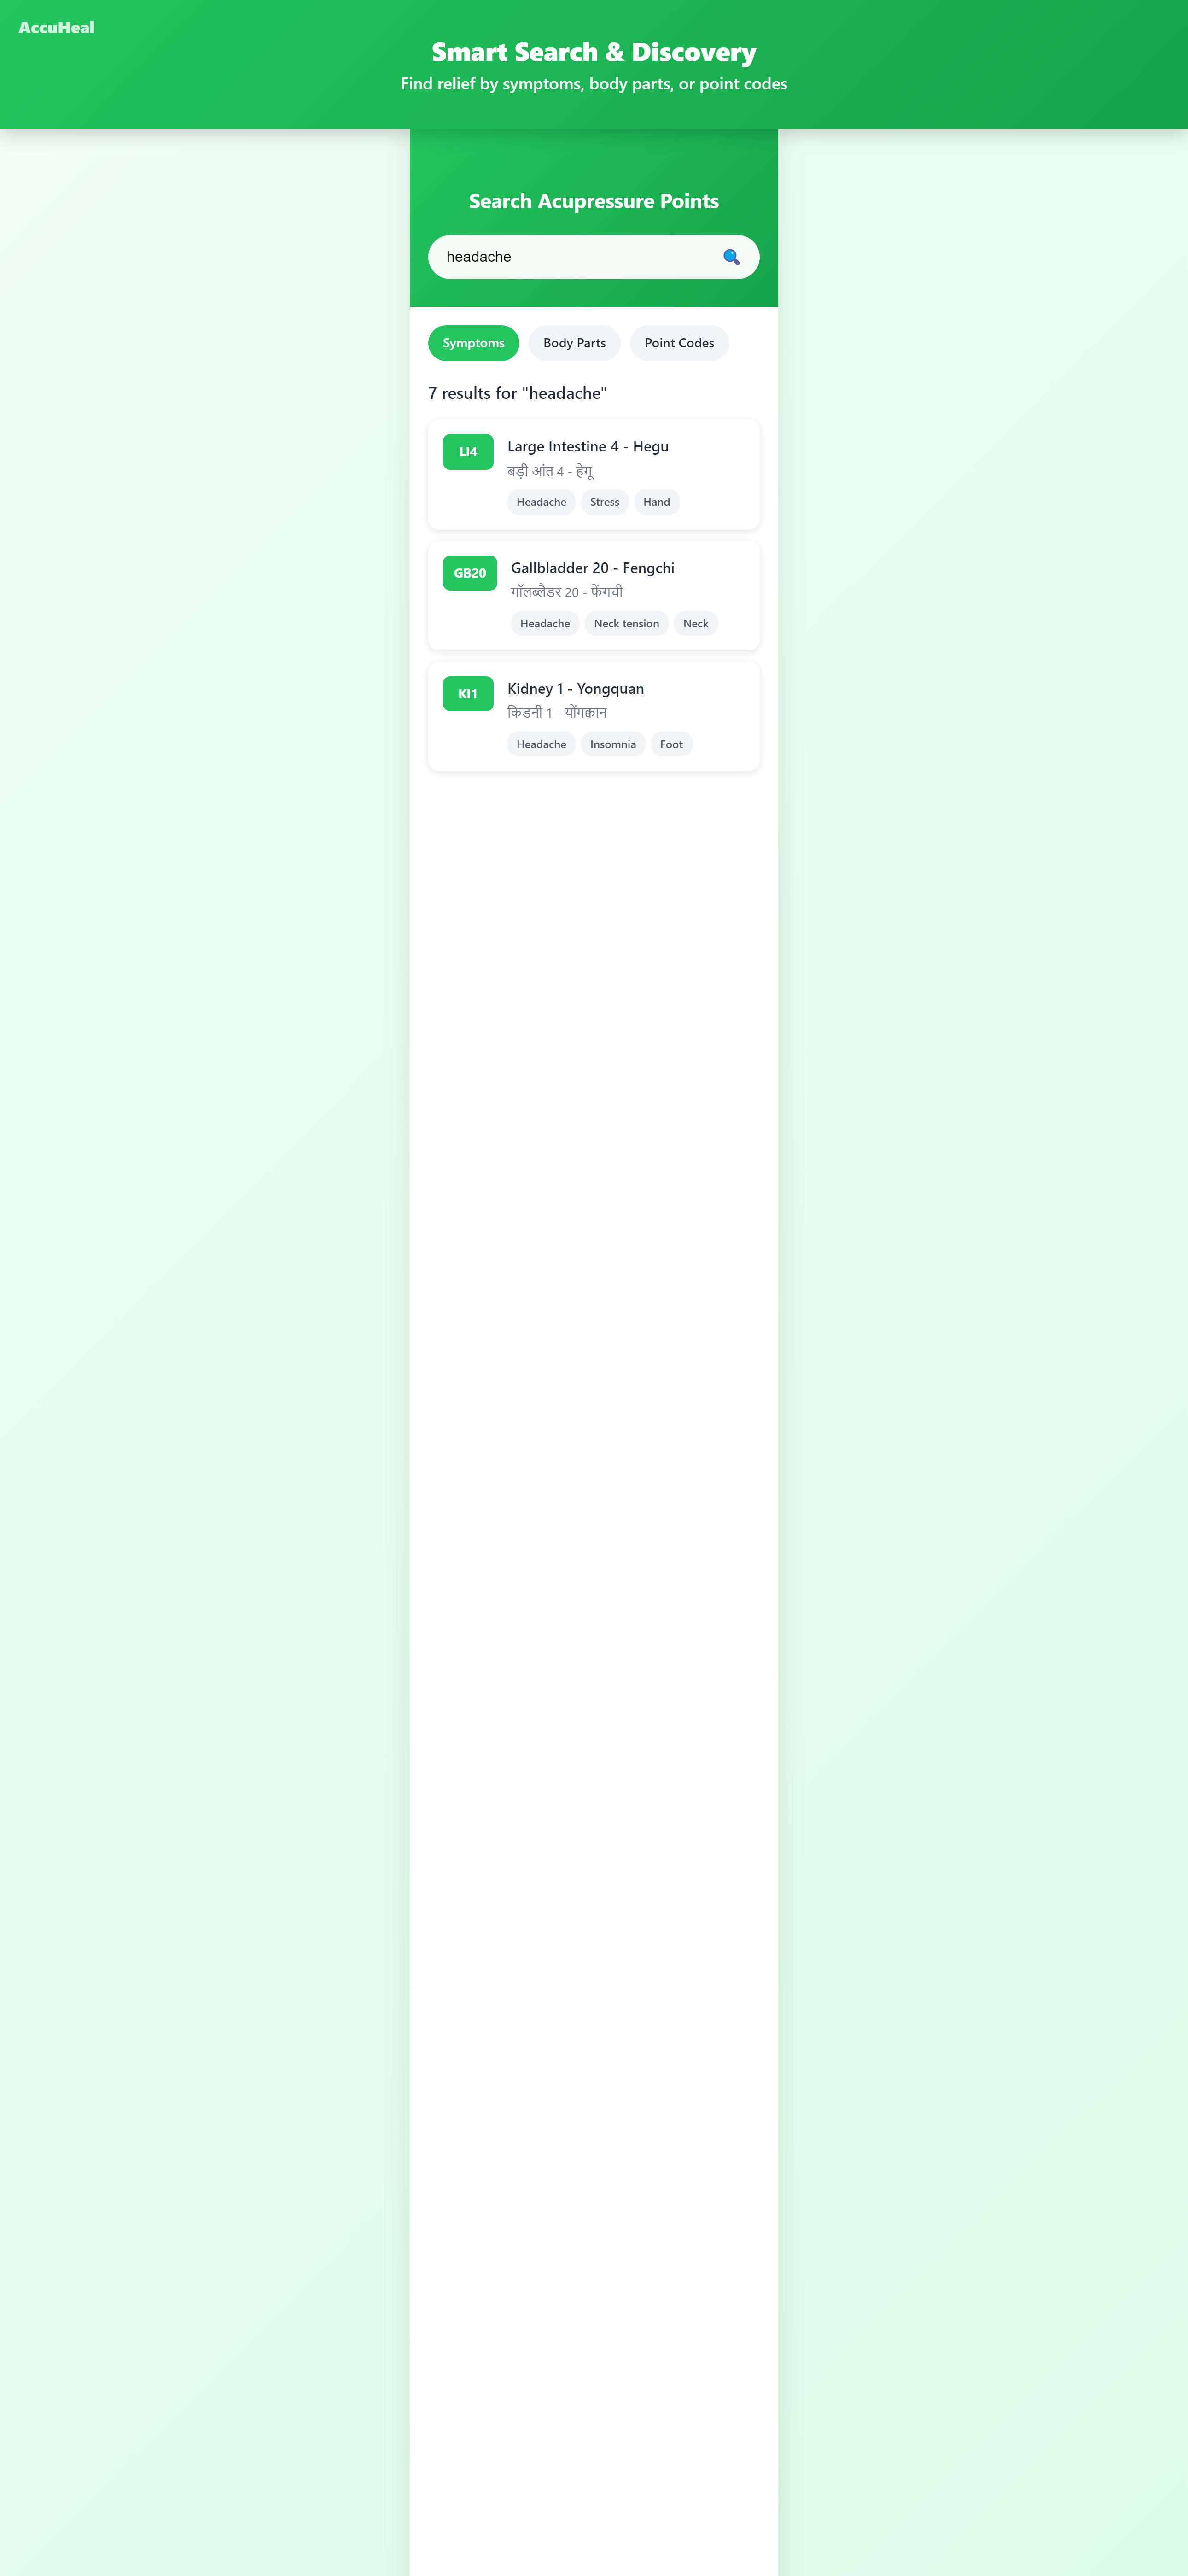 AccuHeal
Smart Search & Discovery
Find relief by symptoms, body parts, or point codes
Search Acupressure Points
headache
Symptoms Body Parts Point Codes
7 results for "headache"
LI4
Large Intestine 4 - Hegu
बड़ी आंत 4 - हेगू
Headache Stress Hand
GB20
Gallbladder 20 - Fengchi
गॉलब्लैडर 20 - फेंगची
Headache Neck tension Neck
KI1
Kidney 1 - Yongquan
किडनी 1 - योंगक्वान
Headache Insomnia Foot